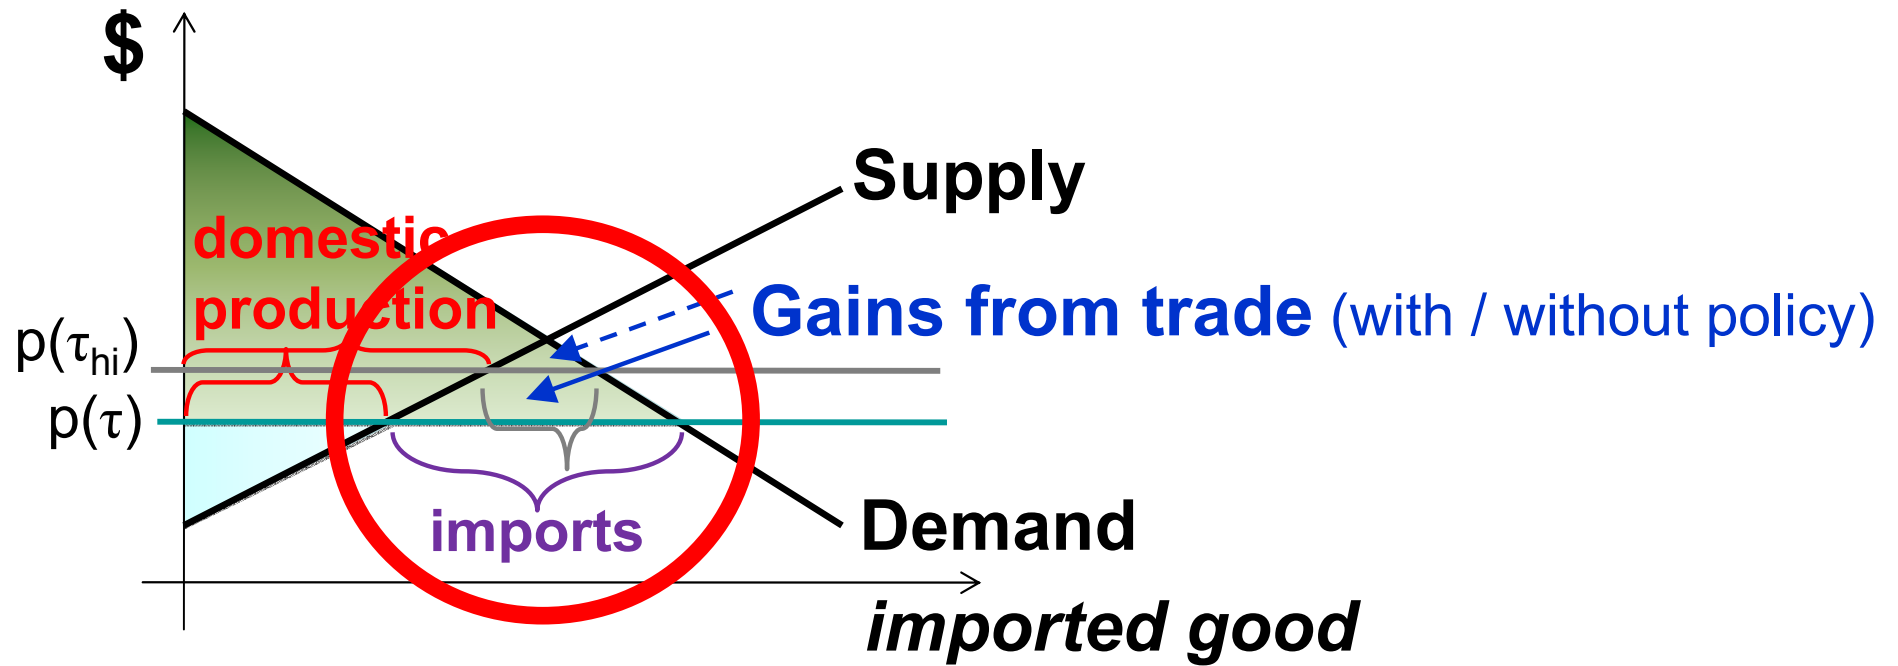 $
Supply
domestic
production
Gains from trade (with / without policy)
p(τhi)
p(τ)
imports
Demand
imported good